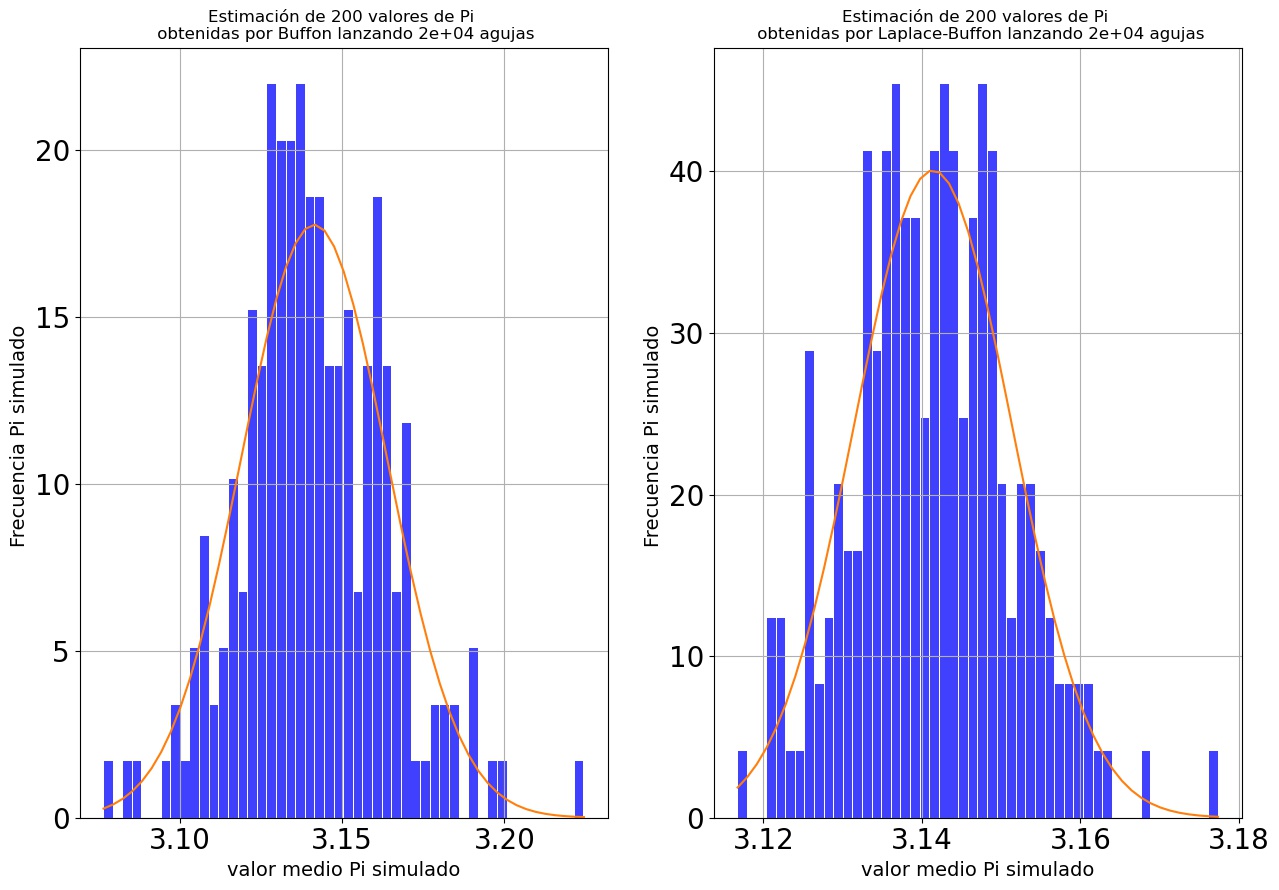 Estimación de 200 valores de Pi
obtenidas por Buffon lanzando 2e+04 agujas
Frecuencia Pi simulado
20
15
10
5
0
3.10
3.15
3.20
valor medio Pi simulado
Estimación de 200 valores de Pi
obtenidas por Laplace-Buffon lanzando 2e+04 agujas
Frecuencia Pi simulado
40
30
20
10
0
3.12
3.14
3.16
3.18
valor medio Pi simulado